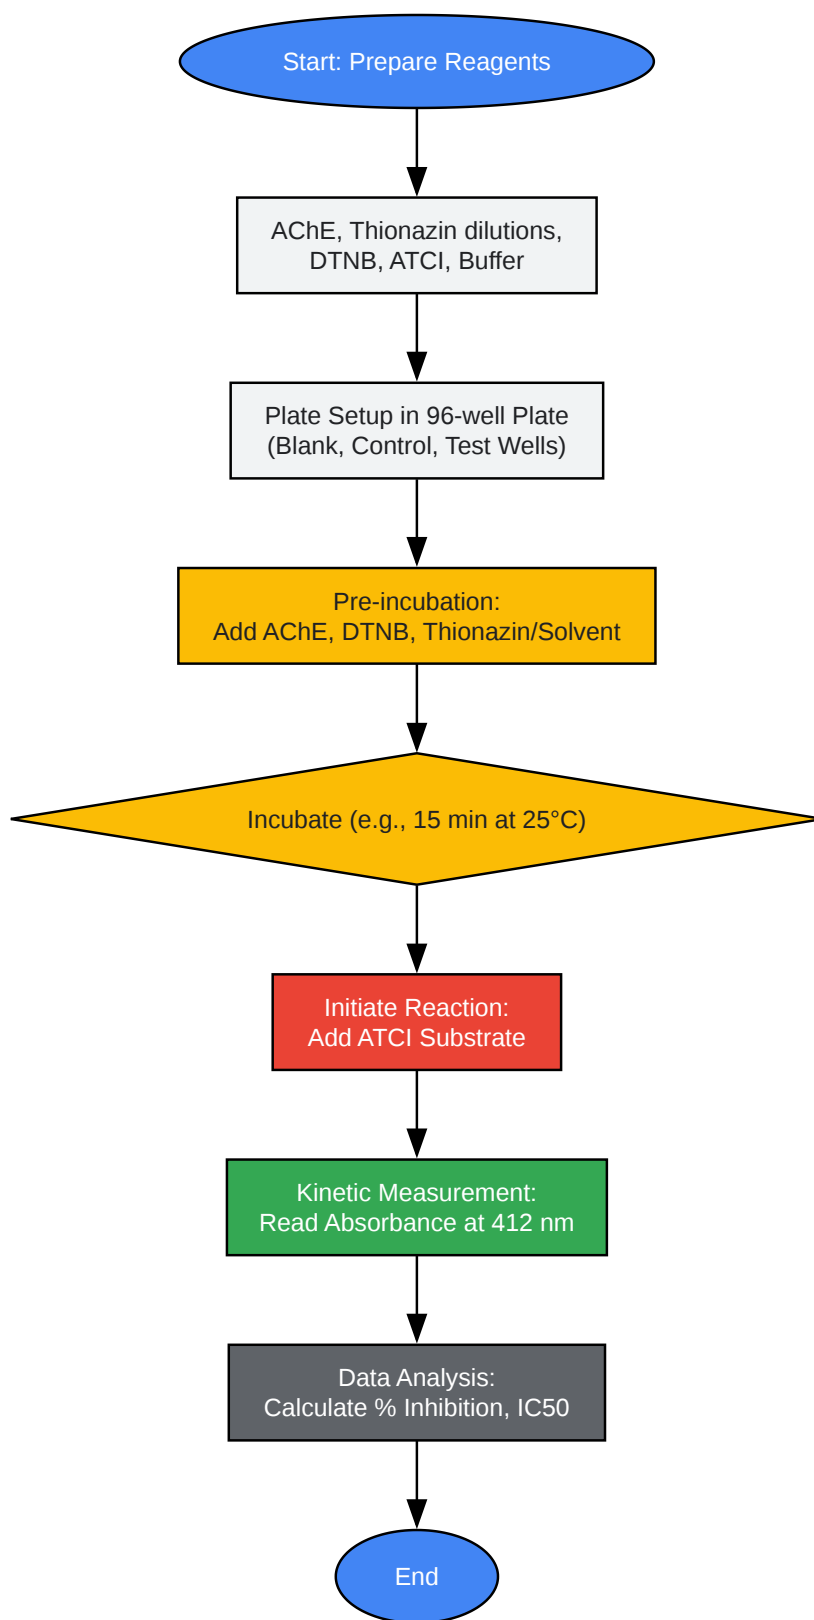 Start: Prepare Reagents
AChE, Thionazin dilutions,
DTNB, ATCI, Buffer
Plate Setup in 96-well Plate
(Blank, Control, Test Wells)
Pre-incubation:
Add AChE, DTNB, Thionazin/Solvent
Incubate (e.g., 15 min at 25°C)
Initiate Reaction:
Add ATCI Substrate
Kinetic Measurement:
Read Absorbance at 412 nm
Data Analysis:
Calculate % Inhibition, IC50
End